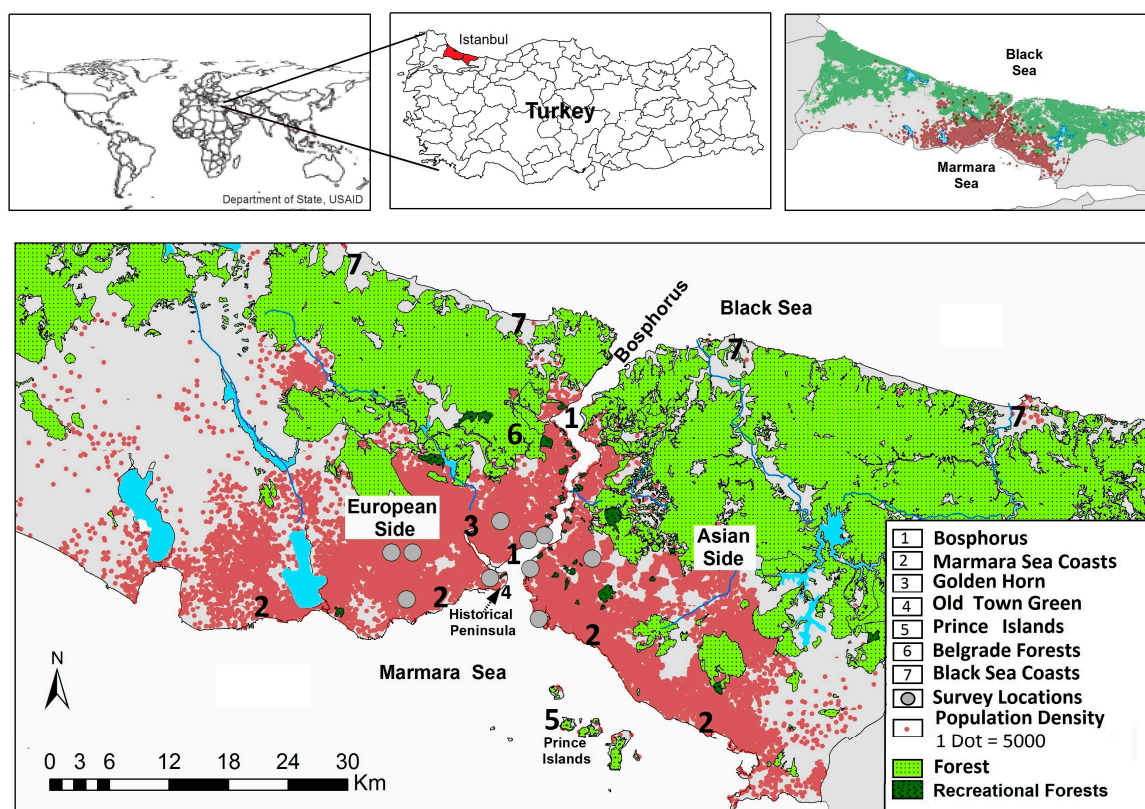 Department of State, USAID
Istanbul
Turkey
Black
Sea
Marmara
Sea
7
7
Bosphorus
Black Sea
7
7
1
6
European
Side
3
1
Asian
Side
2
2
4
Historical
Peninsula
2
Marmara Sea
2
5
Prince
Islands
N
0 3 6 12 18 24 30
Km
1 Bosphorus
2 Marmara Sea Coasts
3 Golden Horn
4 Old Town Green
5 Prince Islands
6 Belgrade Forests
7 Black Sea Coasts
Survey Locations
Population Density
1 Dot = 5000
Forest
Recreational Forests